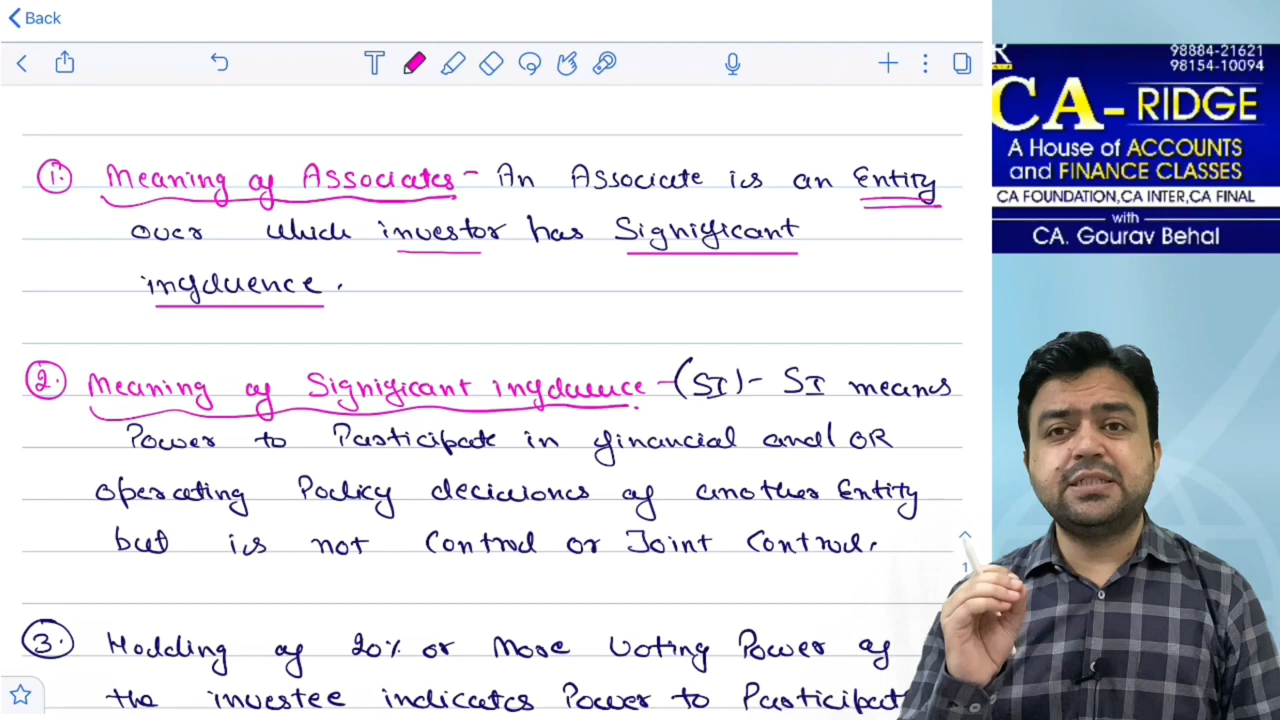 Back
98884-21621
98154-10094
CA-RIDGE
A House of ACCOUNTS
and FINANCE CLASSES
CA FOUNDATION,CA INTER,CA FINAL
with
CA. Gourav Behal
1. Meaning of Associates - An Associate is an Entity
over which investor has Significant
influence.
2. Meaning of Significant influence - (SI) - SI means
Power to Participate in financial and/OR
operating Policy decisions of another Entity
but is not Control or Joint Control.
1
3. Holding of 20% or More Voting Power of
the investee indicates Power to Participat